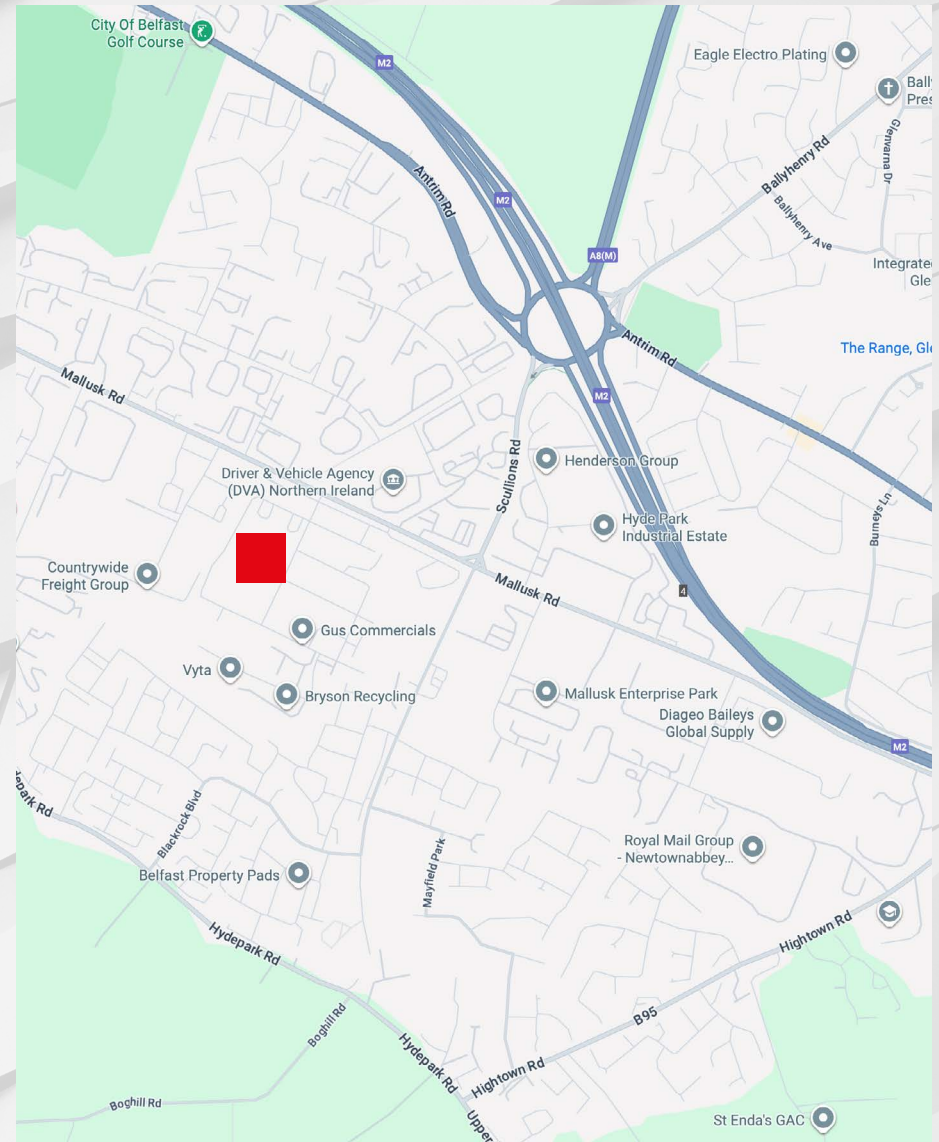 City Of Belfast
Golf Course
M2
Eagle Electro Plating
Ball
Pres
Glenvarna Dr
Ballyhenry Rd
Antrim Rd
M2
Ballyhenry Ave
A8(M)
Integrate
Gle
Antrim Rd
The Range, Gle
Mallusk Rd
M2
Scullions Rd
Henderson Group
Driver & Vehicle Agency
(DVA) Northern Ireland
Burneys Ln
Hyde Park
Industrial Estate
Countrywide
Freight Group
Mallusk Rd
4
Gus Commercials
Vyta
Bryson Recycling
Mallusk Enterprise Park
Diageo Baileys
Global Supply
M2
epark Rd
Blackrock Blvd
Royal Mail Group
- Newtownabbey...
Mayfield Park
Belfast Property Pads
Hightown Rd
Hydepark Rd
B95
Boghill Rd
Hydepark Rd
Hightown Rd
Boghill Rd
Upper
St Enda's GAC